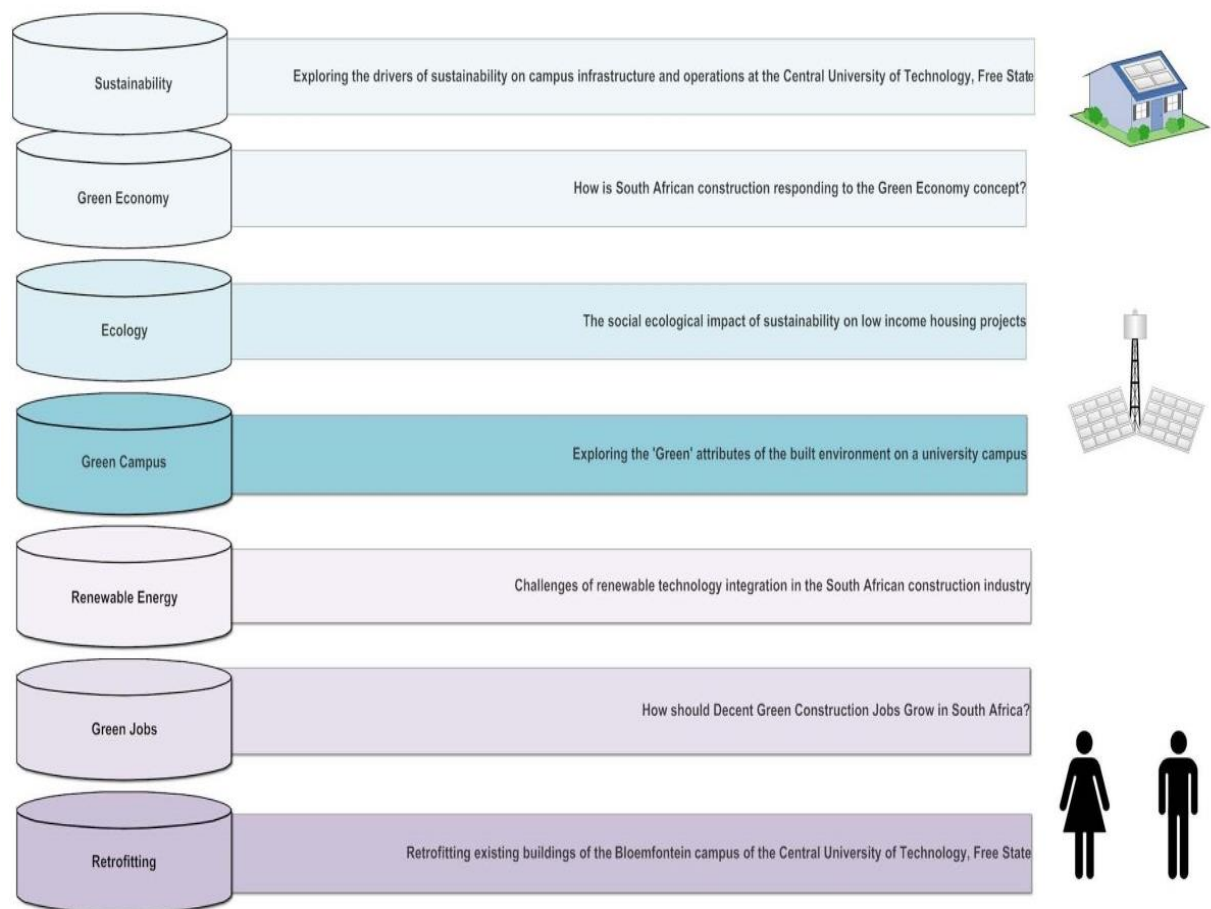 Sustainability
Exploring the drivers of sustainability on campus infrastructure and operations at the Central University of Technology, Free State
Green Economy
How is South African construction responding to the Green Economy concept?
Ecology
The social ecological impact of sustainability on low income housing projects
Green Campus
Exploring the 'Green' attributes of the built environment on a university campus
Renewable Energy
Challenges of renewable technology integration in the South African construction industry
Green Jobs
How should Decent Green Construction Jobs Grow in South Africa?
Retrofitting
Retrofitting existing buildings of the Bloemfontein campus of the Central University of Technology, Free State